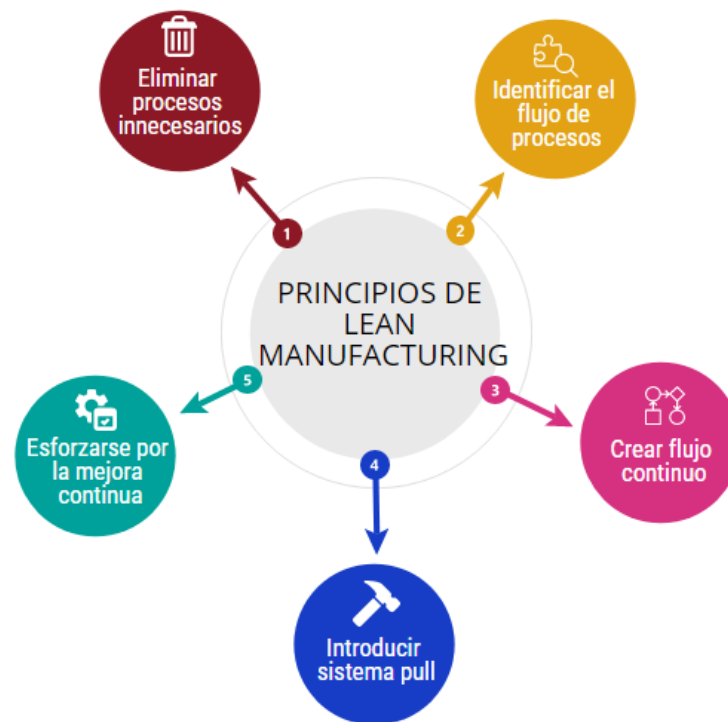 PRINCIPIOS DE
LEAN
MANUFACTURING
1
Eliminar
procesos
innecesarios
2
Identificar el
flujo de
procesos
3
Crear flujo
continuo
4
Introducir
sistema pull
5
Esforzarse por
la mejora
continua